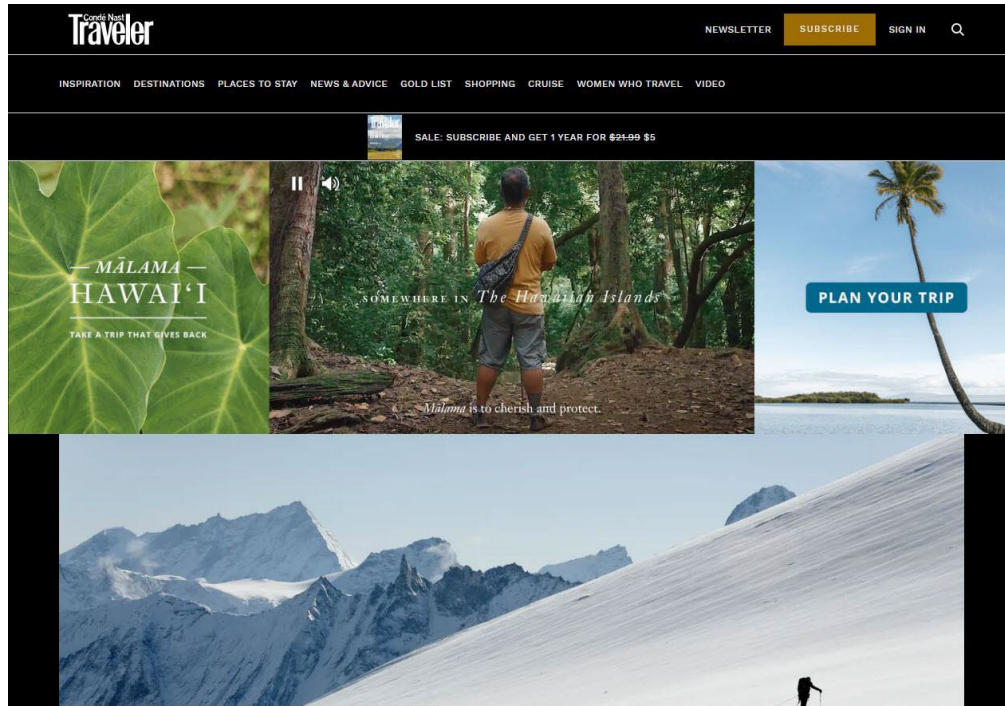 Condé Nast
Traveler
NEWSLETTER
SUBSCRIBE
SIGN IN
INSPIRATION DESTINATIONS PLACES TO STAY NEWS & ADVICE GOLD LIST SHOPPING CRUISE WOMEN WHO TRAVEL VIDEO
Traveler
SALE: SUBSCRIBE AND GET 1 YEAR FOR $21.99 $5
MĀLAMA
HAWAIʻI
TAKE A TRIP THAT GIVES BACK
SOMEWHERE IN The Hawaiian Islands
Mālama is to cherish and protect.
PLAN YOUR TRIP